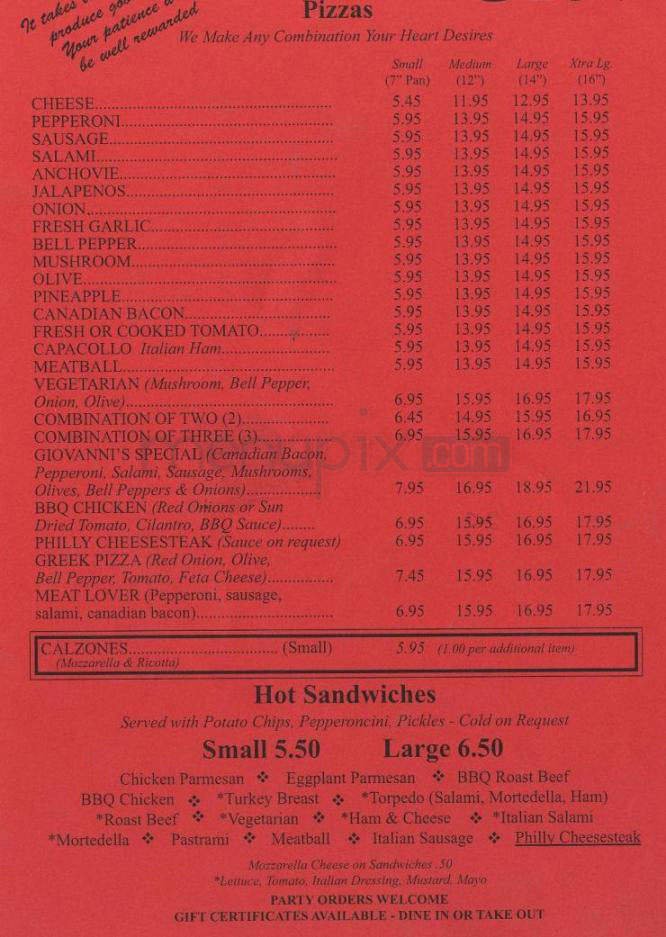 It takes
produce
Your patience
be well rewarded
Pizzas
We Make Any Combination Your Heart Desires
Small Medium Large Xtra Lg.
(7" Pan) (12") (14") (16")
CHEESE 5.45 11.95 12.95 13.95
PEPPERONI 5.95 13.95 14.95 15.95
SAUSAGE 5.95 13.95 14.95 15.95
SALAMI 5.95 13.95 14.95 15.95
ANCHOVIE 5.95 13.95 14.95 15.95
JALAPENOS 5.95 13.95 14.95 15.95
ONION 5.95 13.95 14.95 15.95
FRESH GARLIC 5.95 13.95 14.95 15.95
BELL PEPPER 5.95 13.95 14.95 15.95
MUSHROOM 5.95 13.95 14.95 15.95
OLIVE 5.95 13.95 14.95 15.95
PINEAPPLE 5.95 13.95 14.95 15.95
CANADIAN BACON 5.95 13.95 14.95 15.95
FRESH OR COOKED TOMATO 5.95 13.95 14.95 15.95
CAPACOLLO Italian Ham 5.95 13.95 14.95 15.95
MEATBALL 5.95 13.95 14.95 15.95
VEGETARIAN (Mushroom, Bell Pepper,
Onion, Olive) 6.95 15.95 16.95 17.95
COMBINATION OF TWO (2) 6.45 14.95 15.95 16.95
COMBINATION OF THREE (3) 6.95 15.95 16.95 17.95
GIOVANNI'S SPECIAL (Canadian Bacon,
Pepperoni, Salami, Sausage, Mushrooms,
Olives, Bell Peppers & Onions) 7.95 16.95 18.95 21.95
BBQ CHICKEN (Red Onions or Sun
Dried Tomato, Cilantro, BBQ Sauce) 6.95 15.95 16.95 17.95
PHILLY CHEESESTEAK (Sauce on request) 6.95 15.95 16.95 17.95
GREEK PIZZA (Red Onion, Olive,
Bell Pepper, Tomato, Feta Cheese) 7.45 15.95 16.95 17.95
MEAT LOVER (Pepperoni, sausage,
salami, canadian bacon) 6.95 15.95 16.95 17.95
CALZONES (Small) 5.95 (1.00 per additional item)
(Mozzarella & Ricotta)
Hot Sandwiches
Served with Potato Chips, Pepperoncini, Pickles - Cold on Request
Small 5.50 Large 6.50
Chicken Parmesan ❖ Eggplant Parmesan ❖ BBQ Roast Beef
BBQ Chicken ❖ *Turkey Breast ❖ *Torpedo (Salami, Mortedella, Ham)
*Roast Beef ❖ *Vegetarian ❖ *Ham & Cheese ❖ *Italian Salami
*Mortedella ❖ Pastrami ❖ Meatball ❖ Italian Sausage ❖ Philly Cheesesteak
Mozzarella Cheese on Sandwiches .50
*Lettuce, Tomato, Italian Dressing, Mustard, Mayo
PARTY ORDERS WELCOME
GIFT CERTIFICATES AVAILABLE - DINE IN OR TAKE OUT